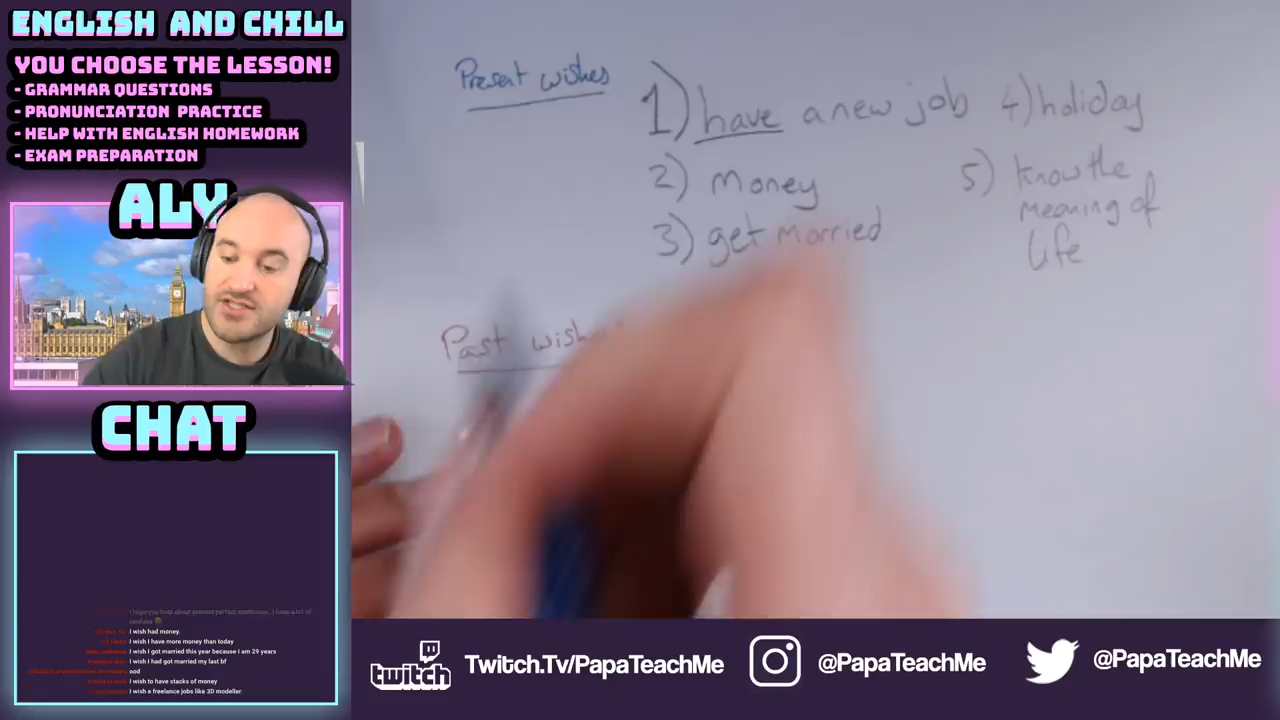 ENGLISH AND CHILL
YOU CHOOSE THE LESSON!
- GRAMMAR QUESTIONS
- PRONUNCIATION PRACTICE
- HELP WITH ENGLISH HOMEWORK
- EXAM PREPARATION
ALY
CHAT
I wish had money.
I wish I have more money than today
I wish I got married this year because I am 29 years
I wish I had got married my last bf
ood
I wish to have stacks of money
I wish a freelance jobs like 3D modeller
Present wishes
1) have a new job
2) Money
3) get married
4) holiday
5) know the
meaning of
life
Past
twitch
Twitch.Tv/PapaTeachMe
@PapaTeachMe
@PapaTeachMe